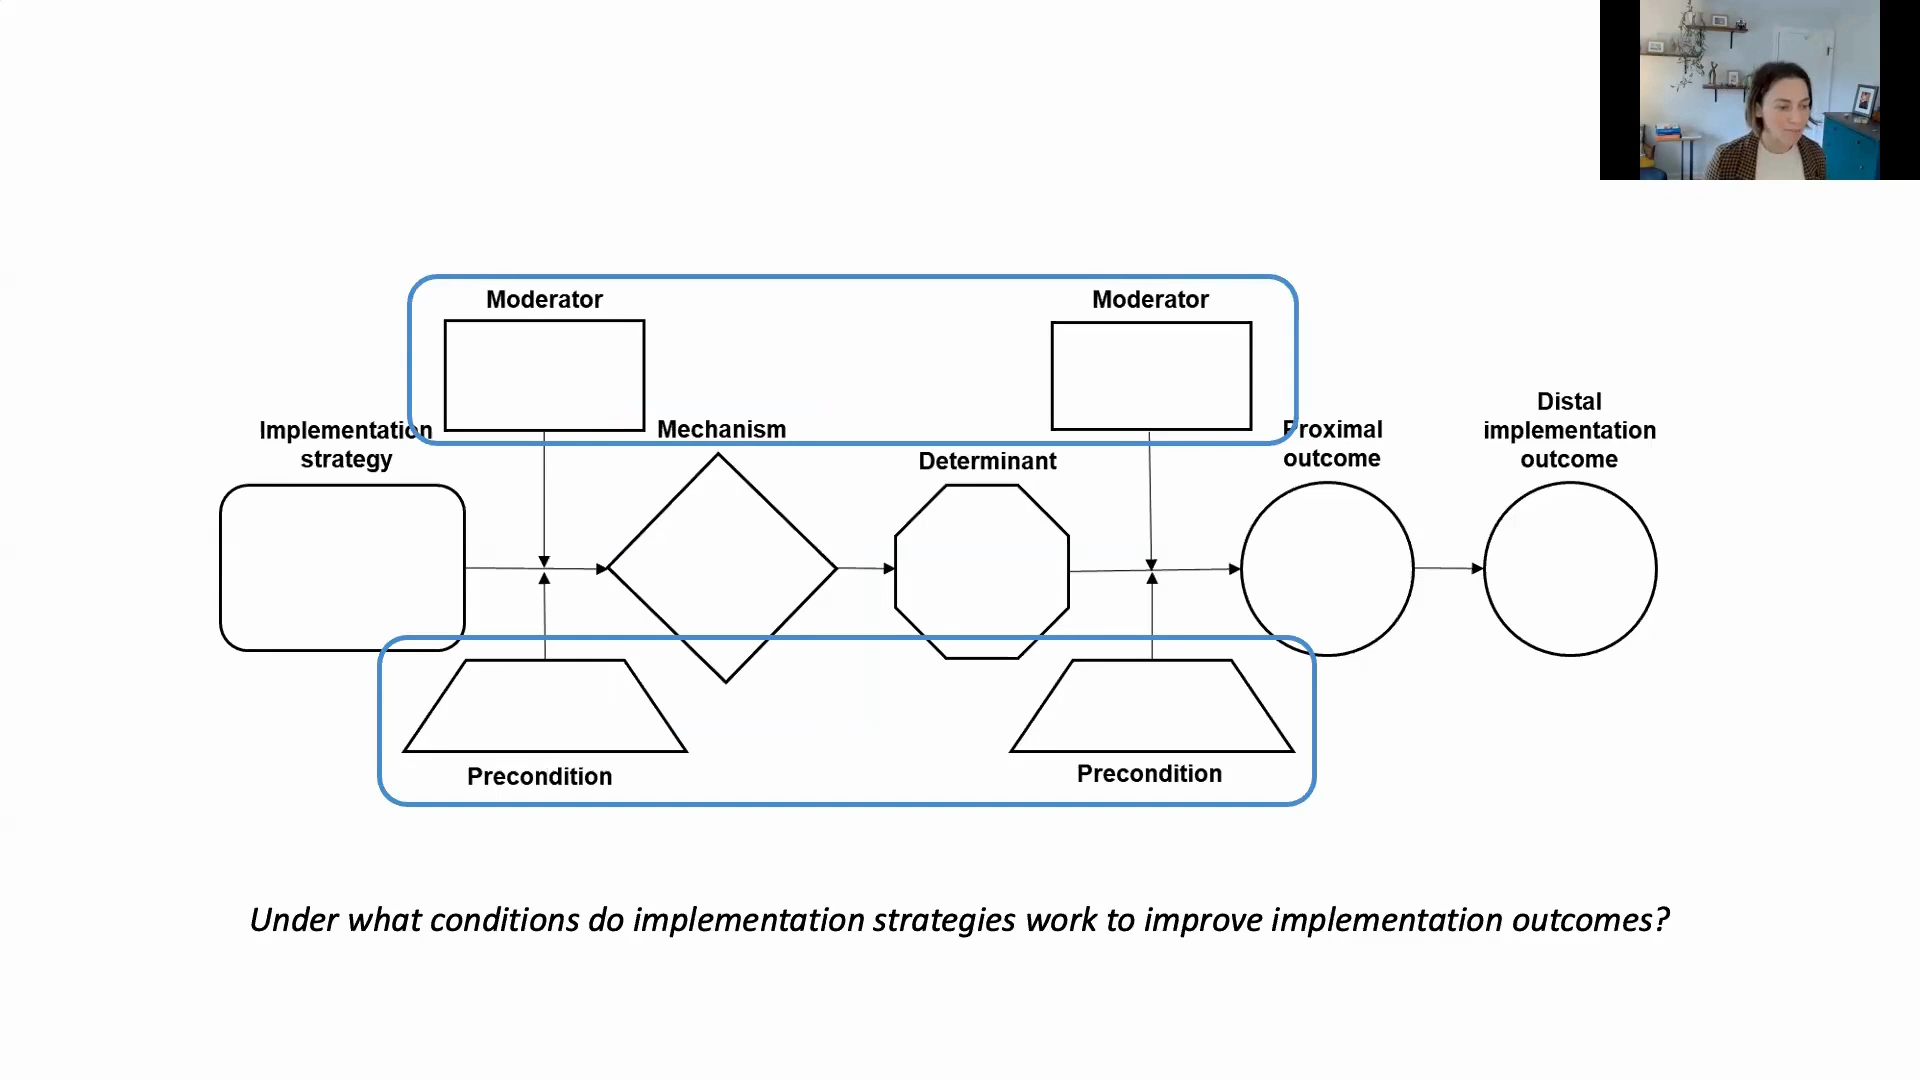 Moderator
Moderator
Implementation
strategy
Mechanism
Determinant
Proximal
outcome
Distal
implementation
outcome
Precondition
Precondition
Under what conditions do implementation strategies work to improve implementation outcomes?